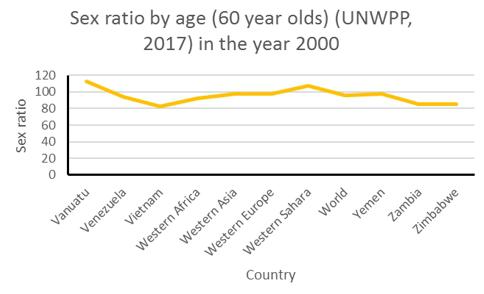 Sex ratio by age (60 year olds) (UNWPP,
2017) in the year 2000
120
100
80
60
40
20
0
Sex ratio
Vanuatu
Venezuela
Vietnam
Western Africa
Western Asia
Western Europe
Western Sahara
World
Yemen
Zambia
Zimbabwe
Country